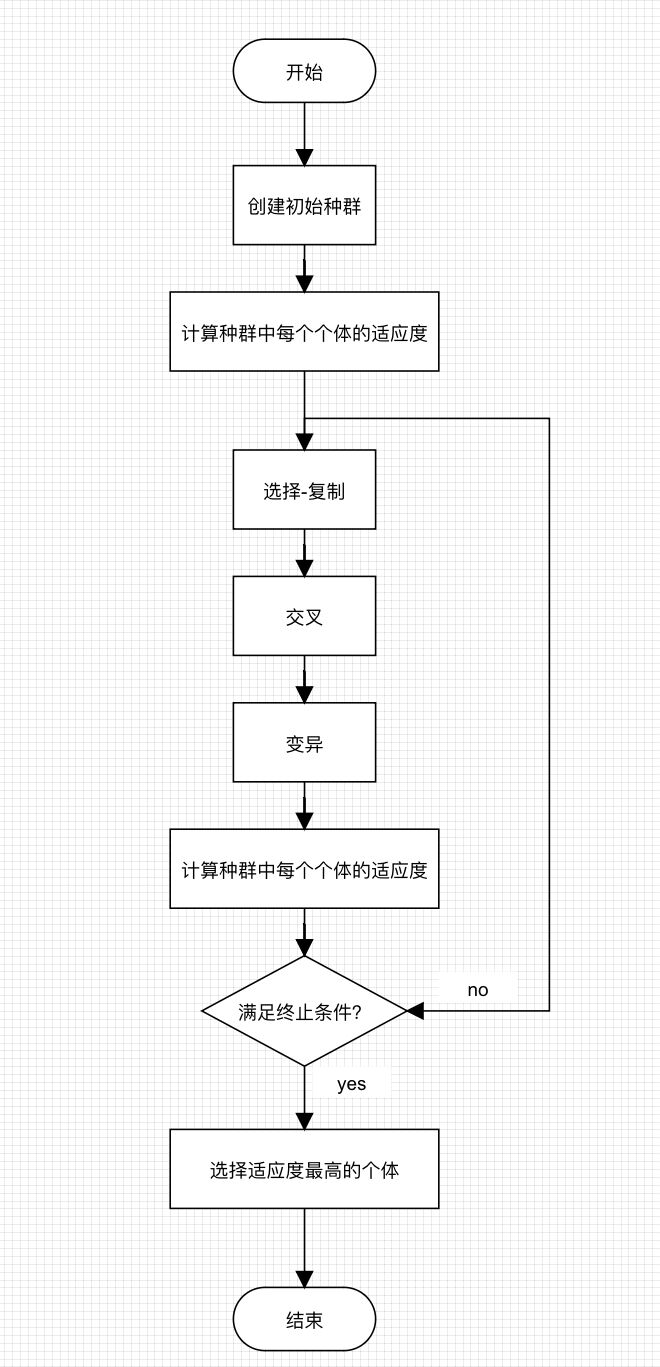 开始
创建初始种群
计算种群中每个个体的适应度
选择-复制
交叉
变异
计算种群中每个个体的适应度
满足终止条件?
no
yes
选择适应度最高的个体
结束